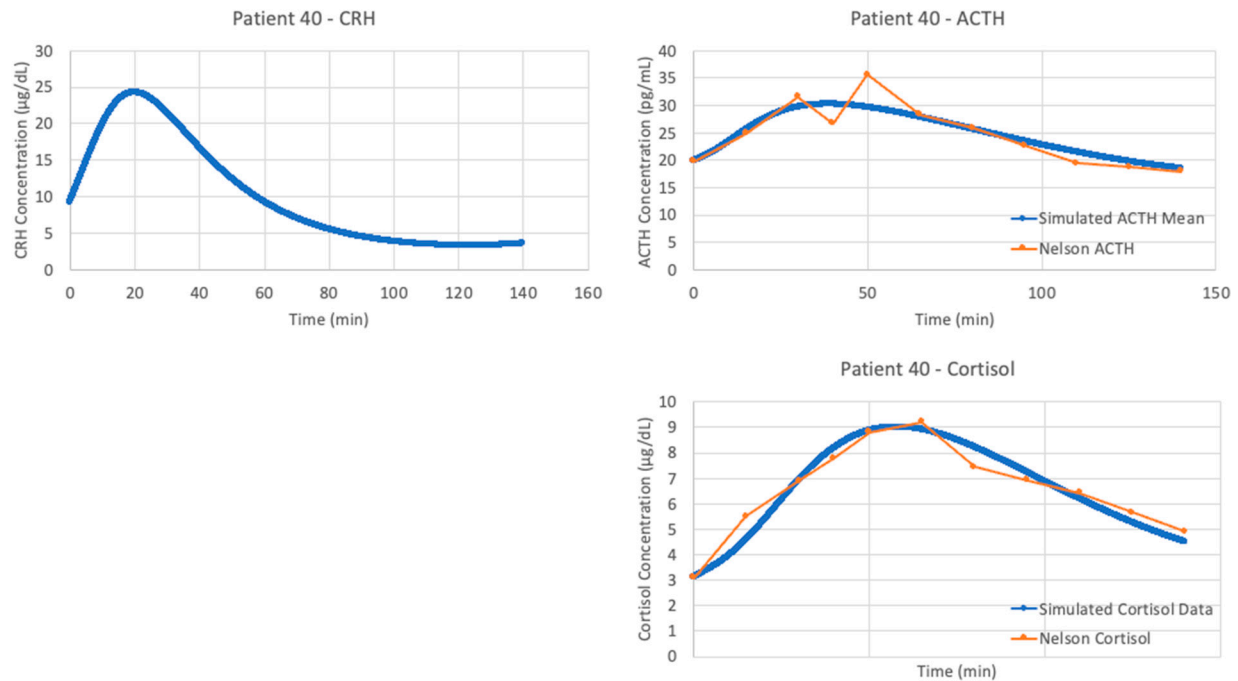 Patient 40 - CRH
CRH Concentration (µg/dL)
30
25
20
15
10
5
0
0 20 40 60 80 100 120 140 160
Time (min)
Patient 40 - ACTH
ACTH Concentration (pg/mL)
40
35
30
25
20
15
10
5
0
Simulated ACTH Mean
Nelson ACTH
0 50 100 150
Time (min)
Patient 40 - Cortisol
Cortisol Concentration (µg/dL)
10
9
8
7
6
5
4
3
2
1
0
Simulated Cortisol Data
Nelson Cortisol
Time (min)